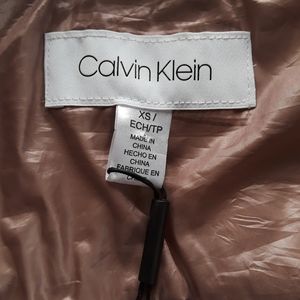 Calvin Klein
XS /
ECH/TP
MADE IN
CHINA
HECHO EN
CHINA
FABRIQUE EN